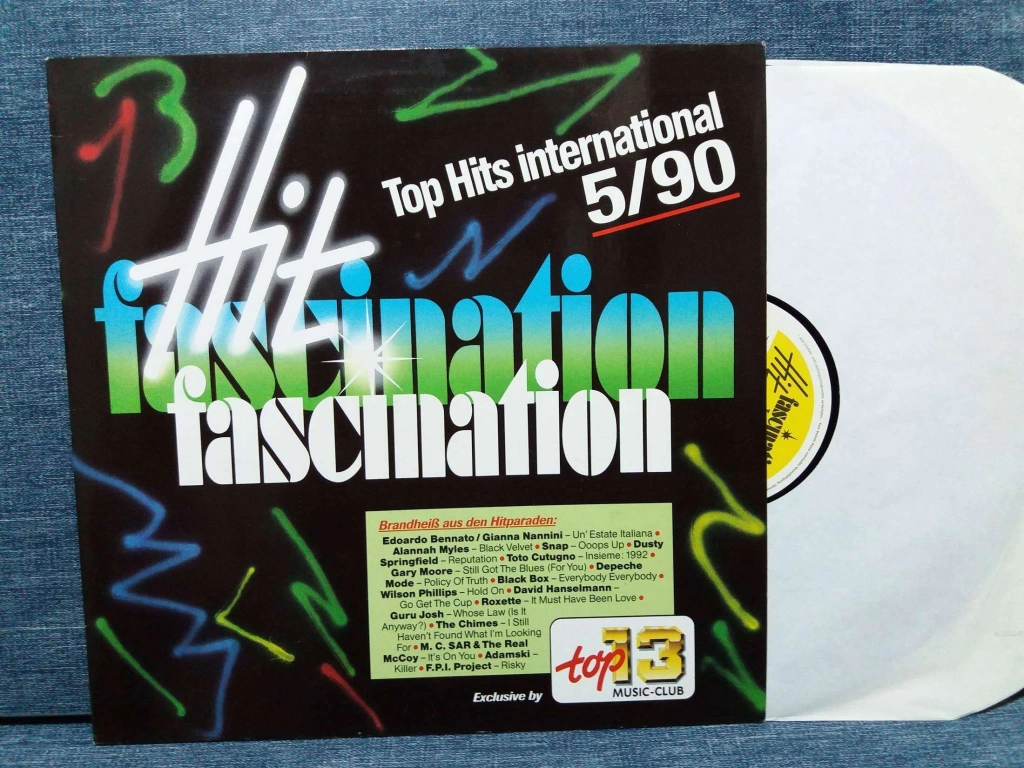 Top Hits international
5/90
Hit
fascination
fascination
Brandheiß aus den Hitparaden:
Edoardo Bennato / Gianna Nannini – Un' Estate Italiana •
Alannah Myles – Black Velvet • Snap – Ooops Up • Dusty
Springfield – Reputation • Toto Cutugno – Insieme: 1992 •
Gary Moore – Still Got The Blues (For You) • Depeche
Mode – Policy Of Truth • Black Box – Everybody Everybody •
Wilson Phillips – Hold On • David Hanselmann –
Go Get The Cup • Roxette – It Must Have Been Love •
Guru Josh – Whose Law (Is It
Anyway?) • The Chimes – I Still
Haven't Found What I'm Looking
For • M. C. SAR & The Real
McCoy – It's On You • Adamski –
Killer • F.P.I. Project – Risky
Exclusive by
top 13
MUSIC-CLUB
Hit